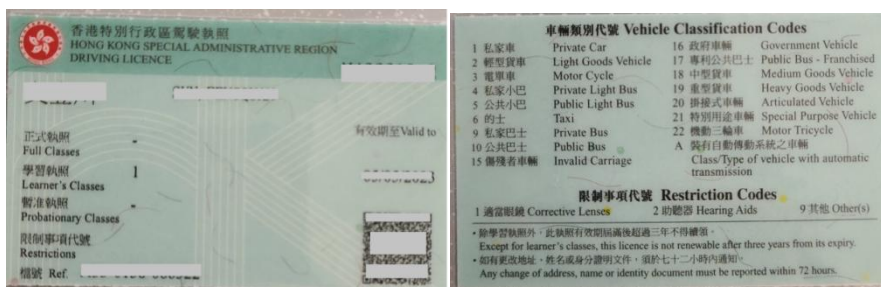 香港特別行政區駕駛執照
HONG KONG SPECIAL ADMINISTRATIVE REGION
DRIVING LICENCE
正式執照
Full Classes -
有效期至Valid to
學習執照 1
Learner's Classes
暫准執照 -
Probationary Classes
限制事項代號
Restrictions
檔號 Ref.
車輛類別代號 Vehicle Classification Codes
1 私家車 Private Car
2 輕型貨車 Light Goods Vehicle
3 電單車 Motor Cycle
4 私家小巴 Private Light Bus
5 公共小巴 Public Light Bus
6 的士 Taxi
9 私家巴士 Private Bus
10 公共巴士 Public Bus
15 傷殘者車輛 Invalid Carriage
16 政府車輛 Government Vehicle
17 專利公共巴士 Public Bus - Franchised
18 中型貨車 Medium Goods Vehicle
19 重型貨車 Heavy Goods Vehicle
20 掛接式車輛 Articulated Vehicle
21 特別用途車輛 Special Purpose Vehicle
22 機動三輪車 Motor Tricycle
A 裝有自動傳動系統之車輛
Class/Type of vehicle with automatic
transmission
限制事項代號 Restriction Codes
1 適當眼鏡 Corrective Lenses 2 助聽器 Hearing Aids 9 其他 Other(s)
• 除學習執照外，此執照有效期屆滿後超過三年不得續領。
Except for learner's classes, this licence is not renewable after three years from its expiry.
• 如有更改地址、姓名或身分證明文件，須於七十二小時內通知。
Any change of address, name or identity document must be reported within 72 hours.